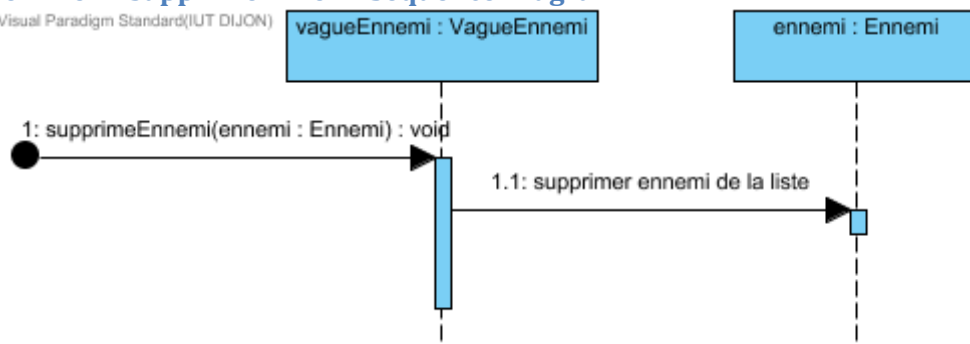 Visual Paradigm Standard(IUT DIJON)
vagueEnnemi : VagueEnnemi
ennemi : Ennemi
1: supprimeEnnemi(ennemi : Ennemi) : void
1.1: supprimer ennemi de la liste